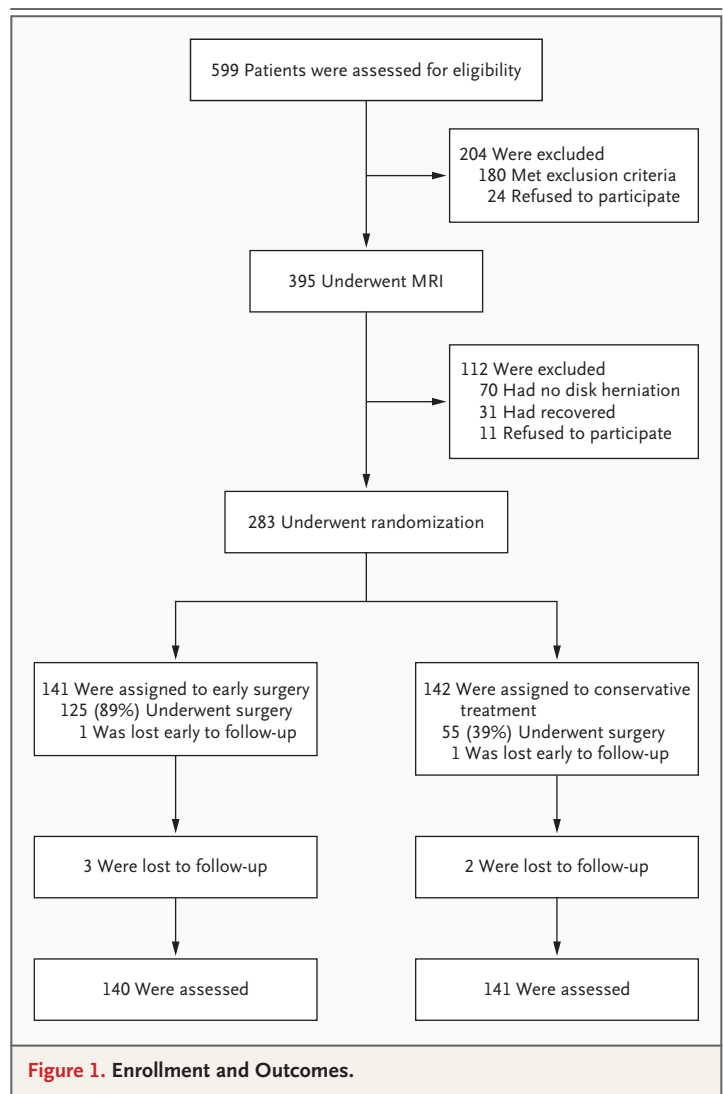 599 Patients were assessed for eligibility
204 Were excluded
180 Met exclusion criteria
24 Refused to participate
395 Underwent MRI
112 Were excluded
70 Had no disk herniation
31 Had recovered
11 Refused to participate
283 Underwent randomization
141 Were assigned to early surgery
125 (89%) Underwent surgery
1 Was lost early to follow-up
142 Were assigned to conservative
treatment
55 (39%) Underwent surgery
1 Was lost early to follow-up
3 Were lost to follow-up
2 Were lost to follow-up
140 Were assessed
141 Were assessed
Figure 1. Enrollment and Outcomes.